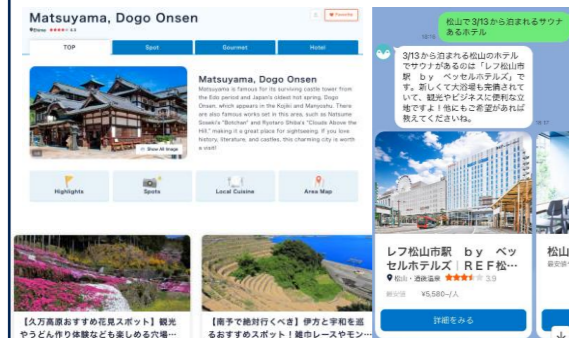 Matsuyama, Dogo Onsen
Favorite
TOP
Spot
Gourmet
Hotel
Matsuyama, Dogo Onsen
Matsuyama is famous for its surviving castle tower from
the Edo period and Japan's oldest hot spring, Dogo
Onsen, which appears in the Kojiki and Manyoshu. There
are also famous works set in this area, such as Natsume
Soseki's "Botchan" and Ryotaro Shiba's "Clouds Above the
Hill," making it a great place for sightseeing. If you love
history, literature, and castles, this charming city is worth
a visit!
Show All Image
Highlights
Spots
Local Cuisine
Area Map
【久万高原おすすめ花見スポット】観光
やうどん作り体験なども楽しめる穴場…
【南予で絶対行くべき】伊方と宇和を巡
るおすすめスポット！雑巾レースやモン…
松山で3/13から泊まれるサウナ
あるホテル
3/13から泊まれる松山のホテル
でサウナがあるのは「レフ松山市
駅 by ベッセルホテルズ」で
す。新しくて大浴場も完備されて
いて、観光やビジネスに便利な立
地ですよ！他にもご希望があれば
教えてくださいね。
レフ松山市駅 by ベッ
セルホテルズ｜REF松…
松山・道後温泉 3.9
最安値 ¥5,580~/人
詳細をみる
松山